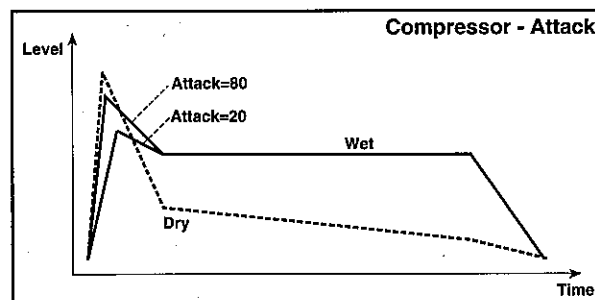 Compressor - Attack
Level
Attack=80
Attack=20
Wet
Dry
Time